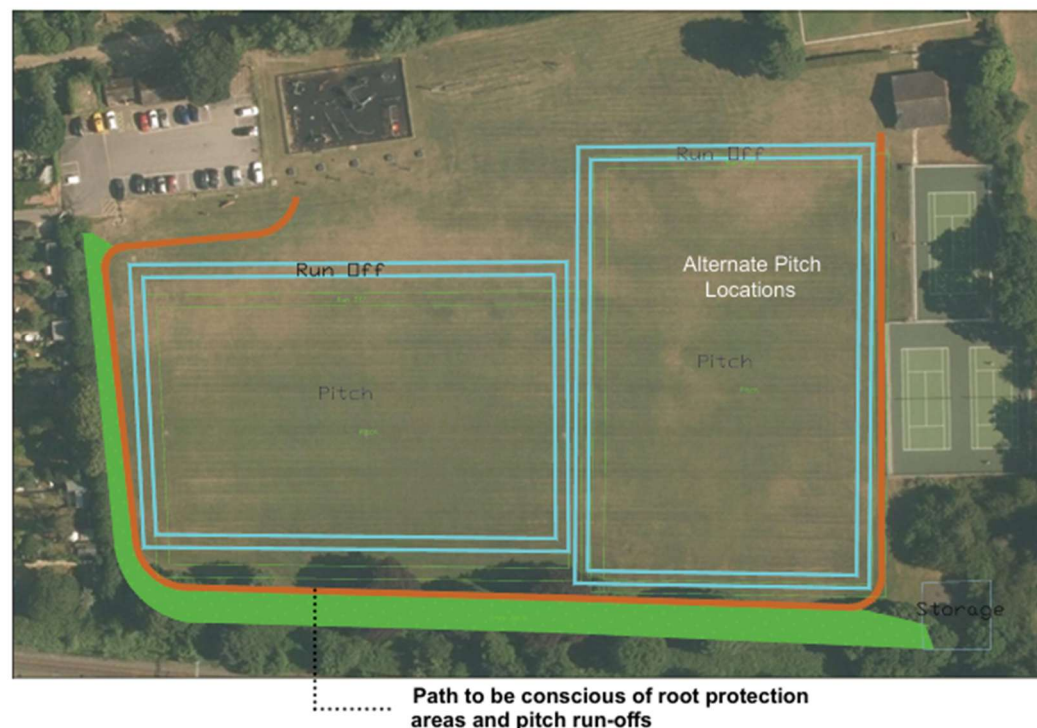 Run Off
Run Off
Alternate Pitch
Locations
Pitch
Pitch
Storage
Path to be conscious of root protection
areas and pitch run-offs